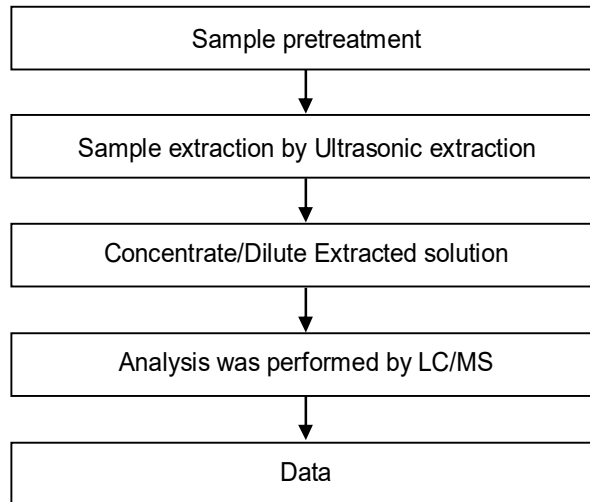 Sample pretreatment
Sample extraction by Ultrasonic extraction
Concentrate/Dilute Extracted solution
Analysis was performed by LC/MS
Data